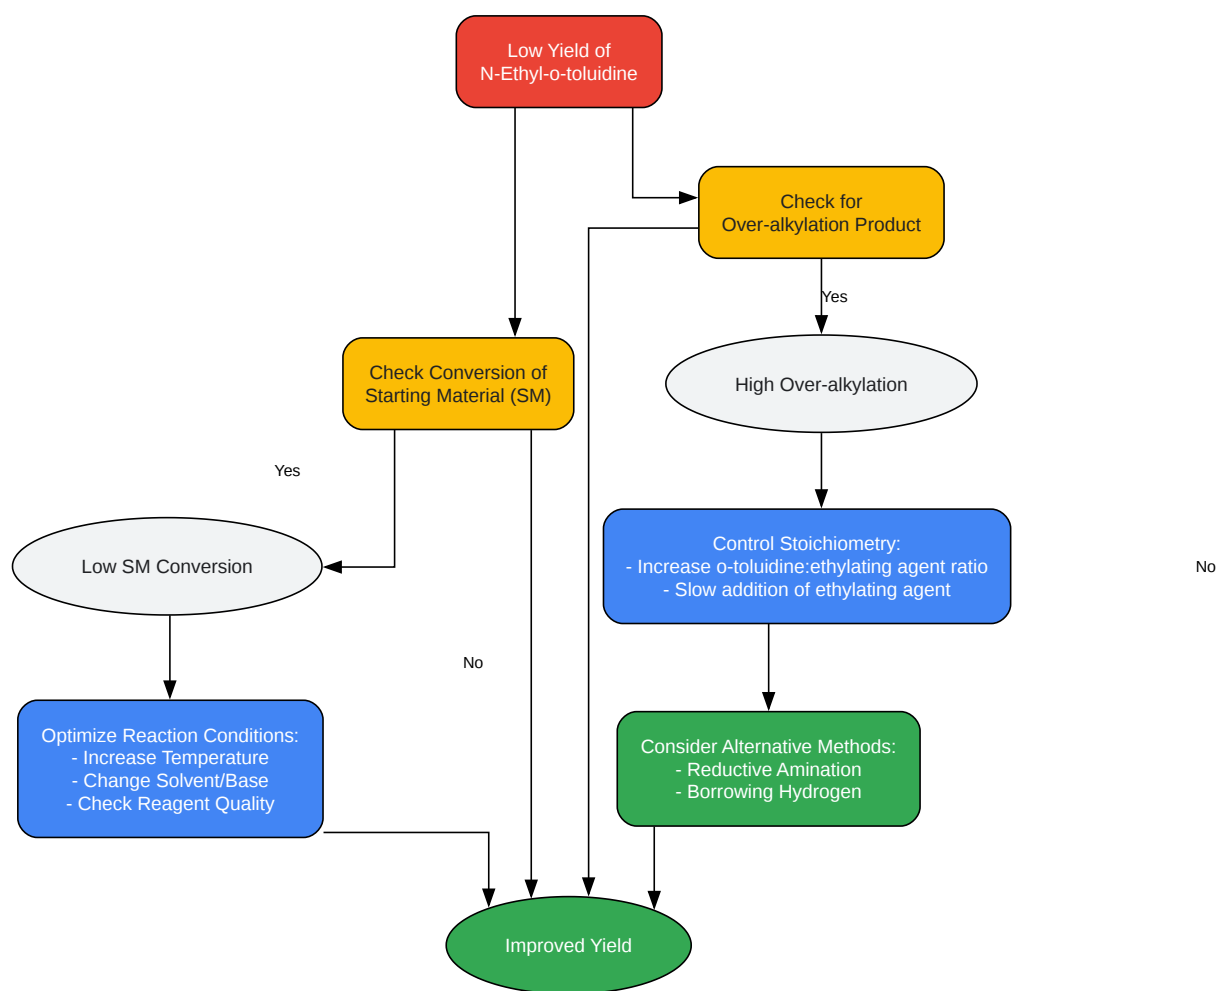 Low Yield of
N-Ethyl-o-toluidine
Check for
Over-alkylation Product
Yes
Check Conversion of
Starting Material (SM)
High Over-alkylation
Yes
Low SM Conversion
Control Stoichiometry:
- Increase o-toluidine:ethylating agent ratio
- Slow addition of ethylating agent
No
No
Optimize Reaction Conditions:
- Increase Temperature
- Change Solvent/Base
- Check Reagent Quality
Consider Alternative Methods:
- Reductive Amination
- Borrowing Hydrogen
Improved Yield